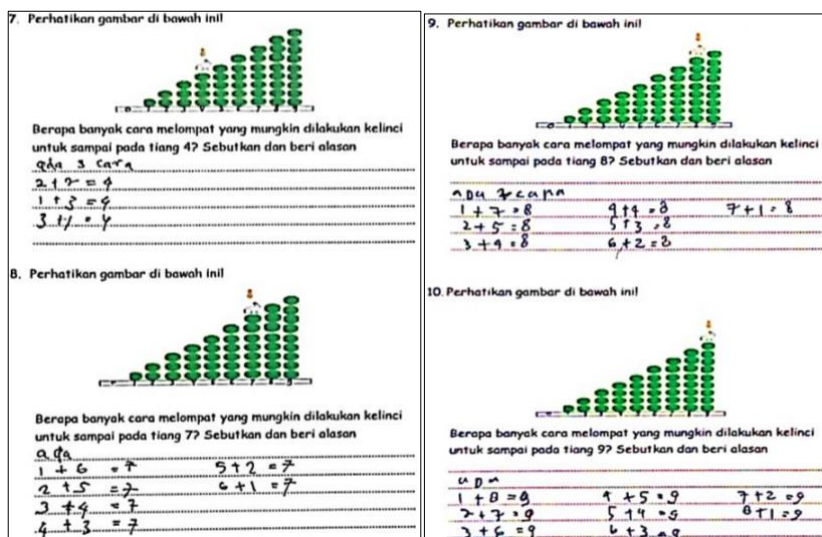 7. Perhatikan gambar di bawah ini!
Berapa banyak cara melompat yang mungkin dilakukan kelinci
untuk sampai pada tiang 4? Sebutkan dan beri alasan
ada 3 cara
2 + 2 = 4
1 + 3 = 4
3 + 1 = 4
8. Perhatikan gambar di bawah ini!
Berapa banyak cara melompat yang mungkin dilakukan kelinci
untuk sampai pada tiang 7? Sebutkan dan beri alasan
ada
1 + 6 = 7 5 + 2 = 7
2 + 5 = 7 6 + 1 = 7
3 + 4 = 7
4 + 3 = 7
9. Perhatikan gambar di bawah ini!
Berapa banyak cara melompat yang mungkin dilakukan kelinci
untuk sampai pada tiang 8? Sebutkan dan beri alasan
7 cara
1 + 7 = 8 4 + 4 = 8 7 + 1 = 8
2 + 5 = 8 5 + 3 = 8
3 + 4 = 8 6 + 2 = 8
10. Perhatikan gambar di bawah ini!
Berapa banyak cara melompat yang mungkin dilakukan kelinci
untuk sampai pada tiang 9? Sebutkan dan beri alasan
1 + 8 = 9 4 + 5 = 9 7 + 2 = 9
2 + 7 = 9 5 + 4 = 9 8 + 1 = 9
3 + 6 = 9 6 + 3 = 9